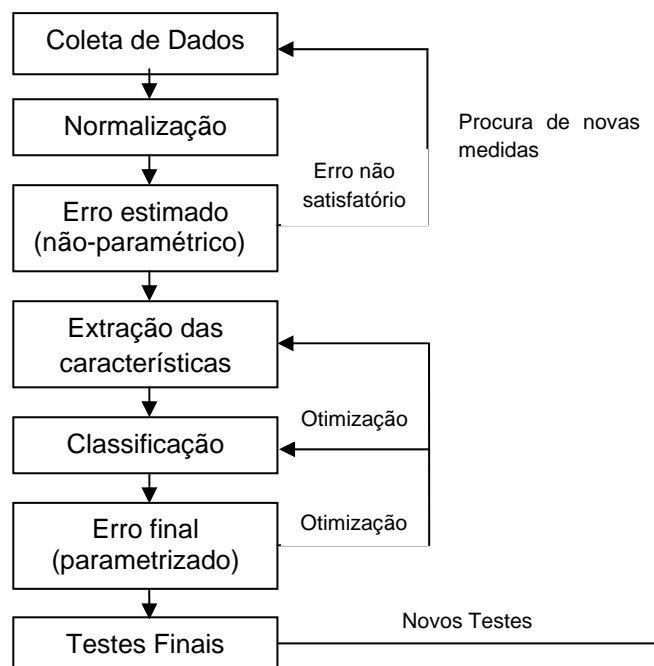 Coleta de Dados
Normalização
Procura de novas
medidas
Erro não
satisfatório
Erro estimado
(não-paramétrico)
Extração das
características
Otimização
Classificação
Otimização
Erro final
(parametrizado)
Novos Testes
Testes Finais